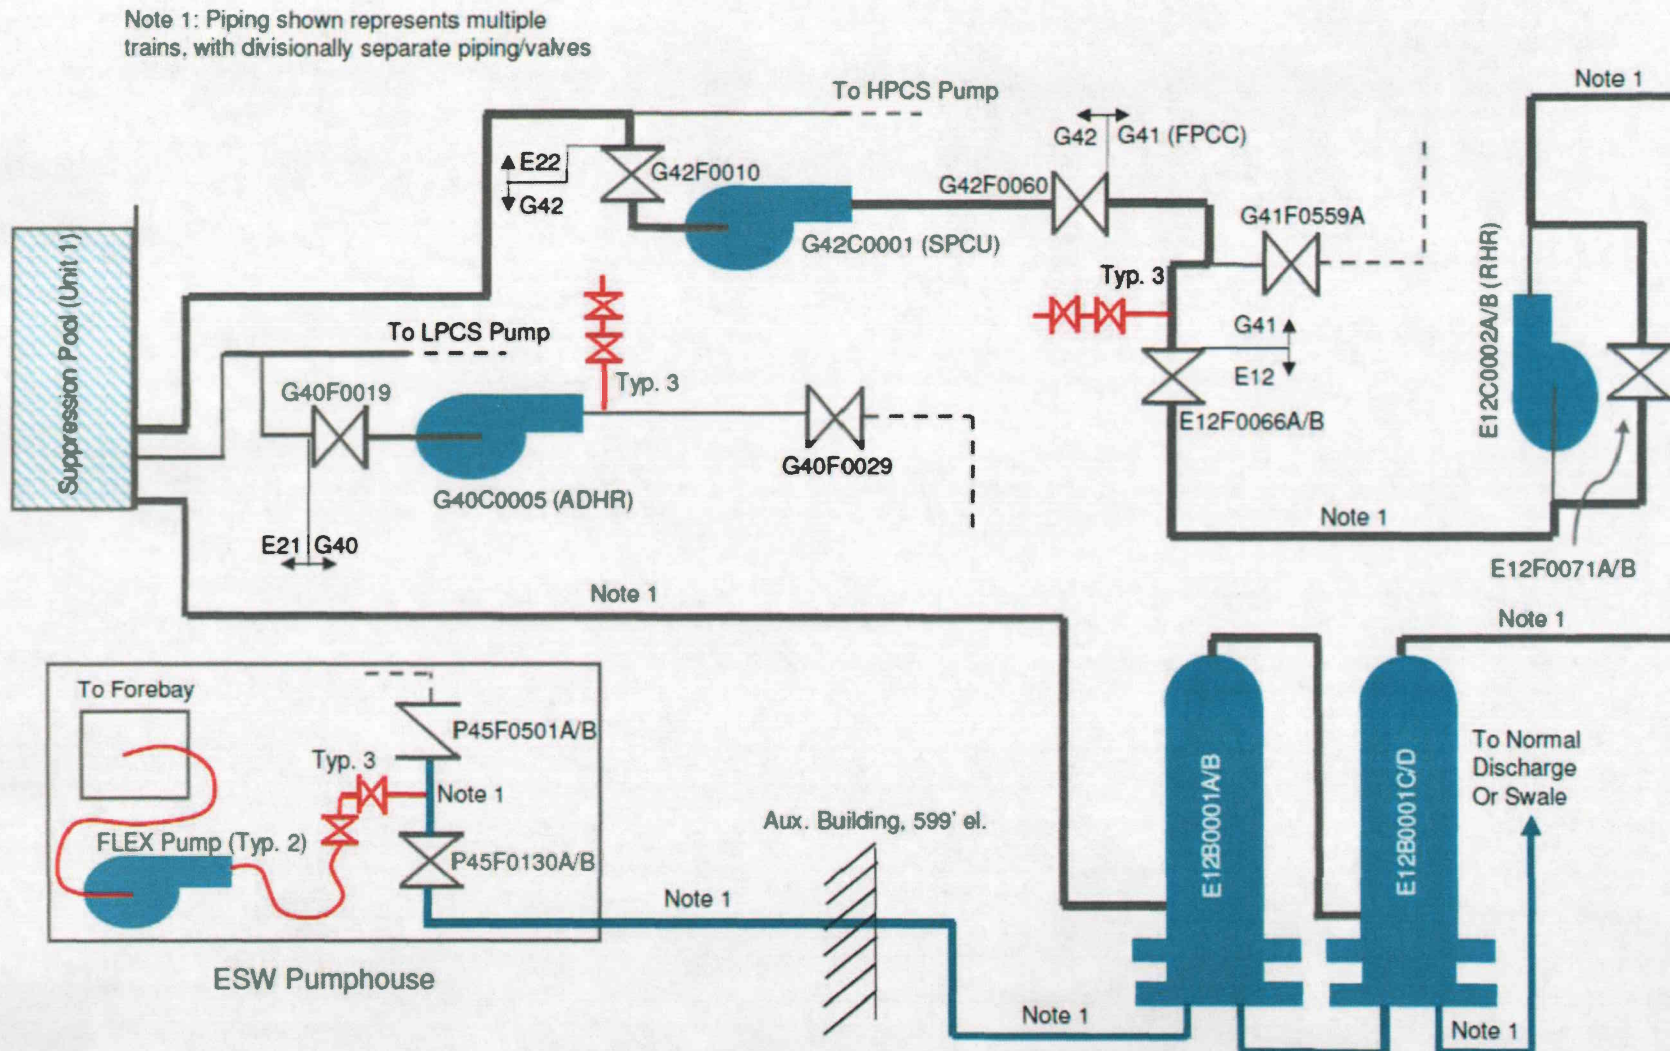 Note 1: Piping shown represents multiple
trains, with divisionally separate piping/valves
Note 1
To HPCS Pump
G42
G41 (FPCC)
E22
G42
G42F0010
G42F0060
G41F0559A
G42C0001 (SPCU)
Typ. 3
To LPCS Pump
G41
E12
Suppression Pool (Unit 1)
E12C0002A/B (RHR)
G40F0019
Typ. 3
E12F0066A/B
G40F0029
G40C0005 (ADHR)
Note 1
E21
G40
E12F0071A/B
Note 1
Note 1
To Forebay
P45F0501A/B
Typ. 3
Note 1
To Normal
Discharge
Or Swale
Aux. Building, 599' el.
FLEX Pump (Typ. 2)
P45F0130A/B
E12B0001A/B
E12B0001C/D
Note 1
ESW Pumphouse
Note 1
Note 1